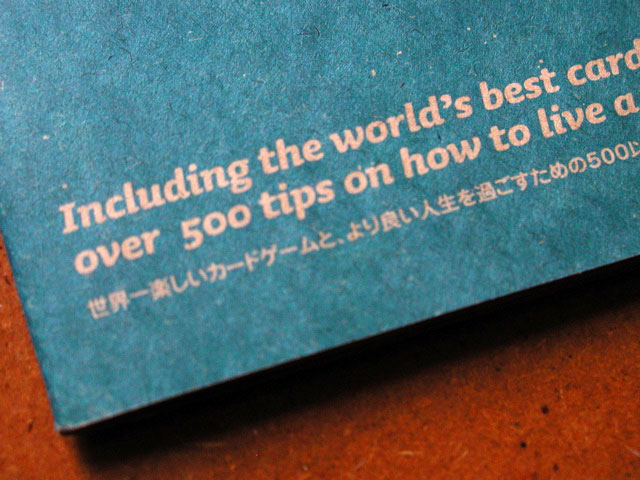 Including the world's best card
over 500 tips on how to live a
世界一楽しいカードゲームと、より良い人生を過ごすための500以